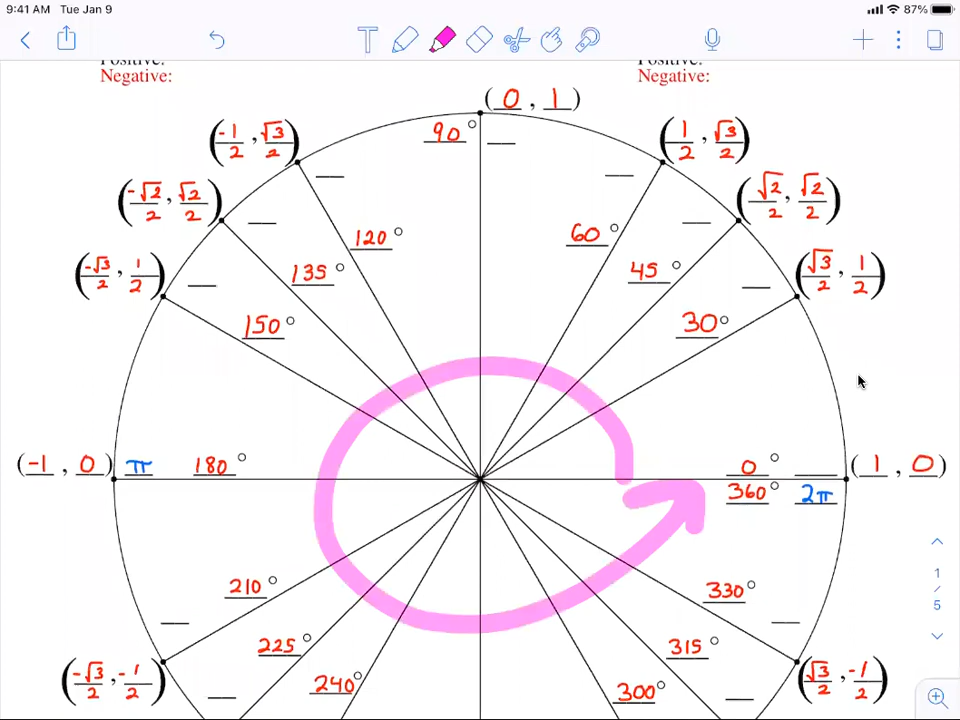 9:41 AM Tue Jan 9 87%
T
Positive: Positive:
Negative: Negative:
(0, 1)
90°
(-1/2, √3/2) (1/2, √3/2)
(-√2/2, √2/2) (√2/2, √2/2)
120° 60°
(-√3/2, 1/2) 135° 45° (√3/2, 1/2)
150° 30°
(-1, 0) π 180° 0° (1, 0)
360° 2π
210° 330°
225° 315°
(-√3/2, -1/2) 240° 300° (√3/2, -1/2)
1
/
5